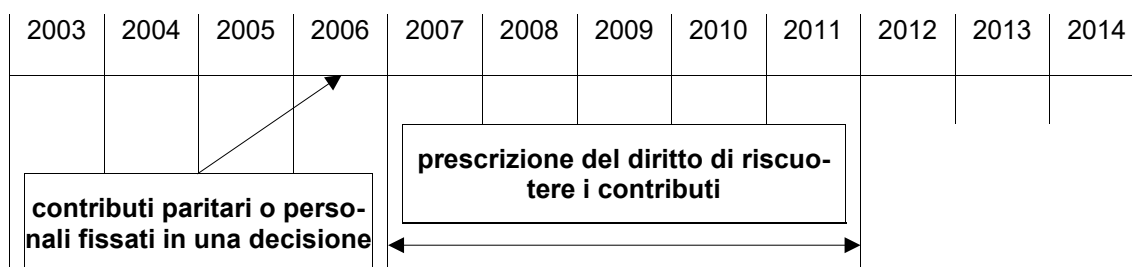 2003 2004 2005 2006 2007 2008 2009 2010 2011 2012 2013 2014
prescrizione del diritto di riscuo-
tere i contributi
contributi paritari o perso-
nali fissati in una decisione